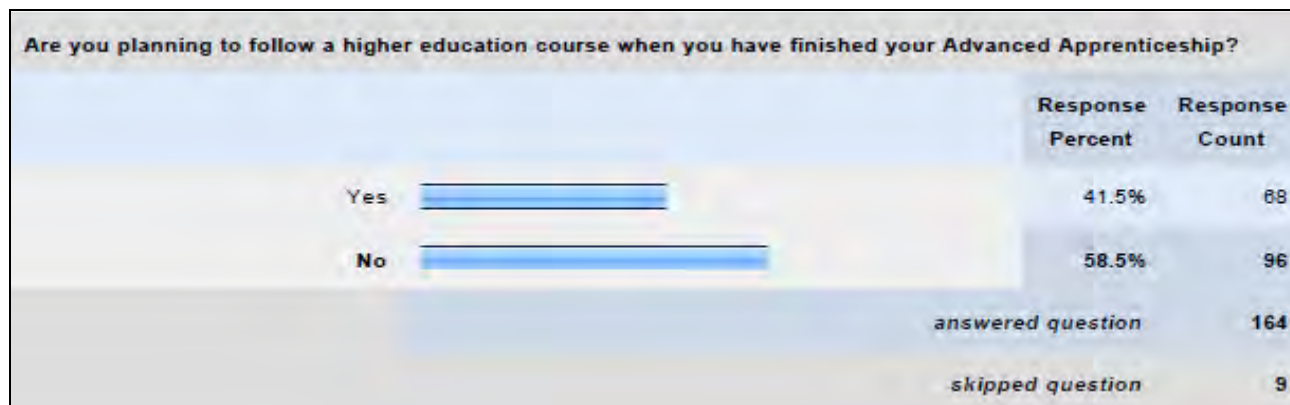 Are you planning to follow a higher education course when you have finished your Advanced Apprenticeship?
Response Percent Response Count
Yes 41.5% 68
No 58.5% 96
answered question 164
skipped question 9